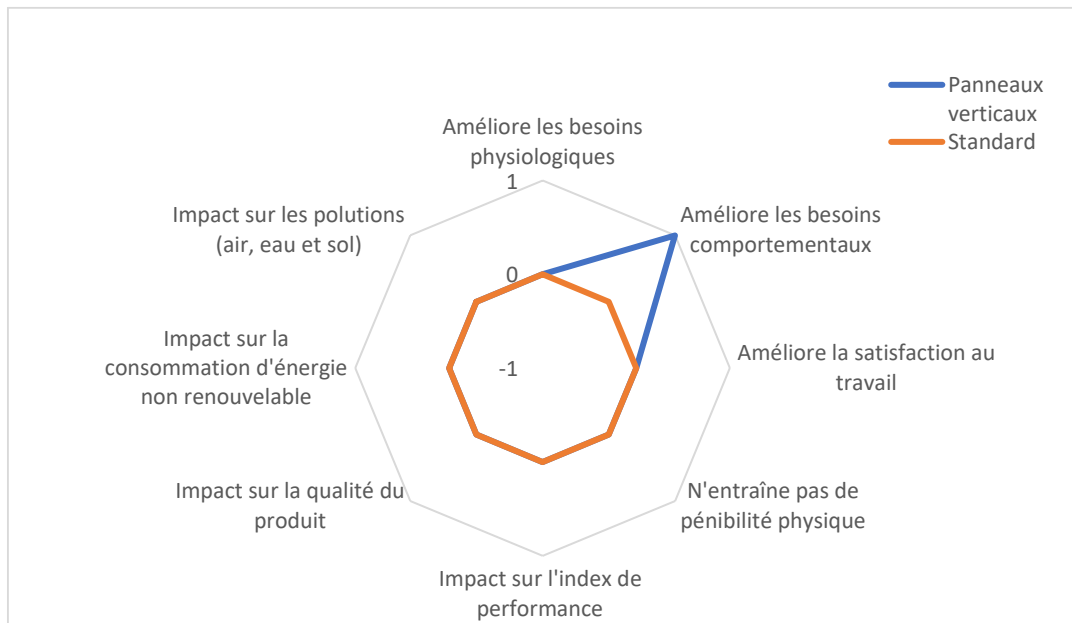 Panneaux
verticaux
Standard
Améliore les besoins
physiologiques
1
Impact sur les polutions
(air, eau et sol)
Améliore les besoins
comportementaux
0
Impact sur la
consommation d'énergie
non renouvelable
-1
Améliore la satisfaction au
travail
Impact sur la qualité du
produit
N'entraîne pas de
pénibilité physique
Impact sur l'index de
performance